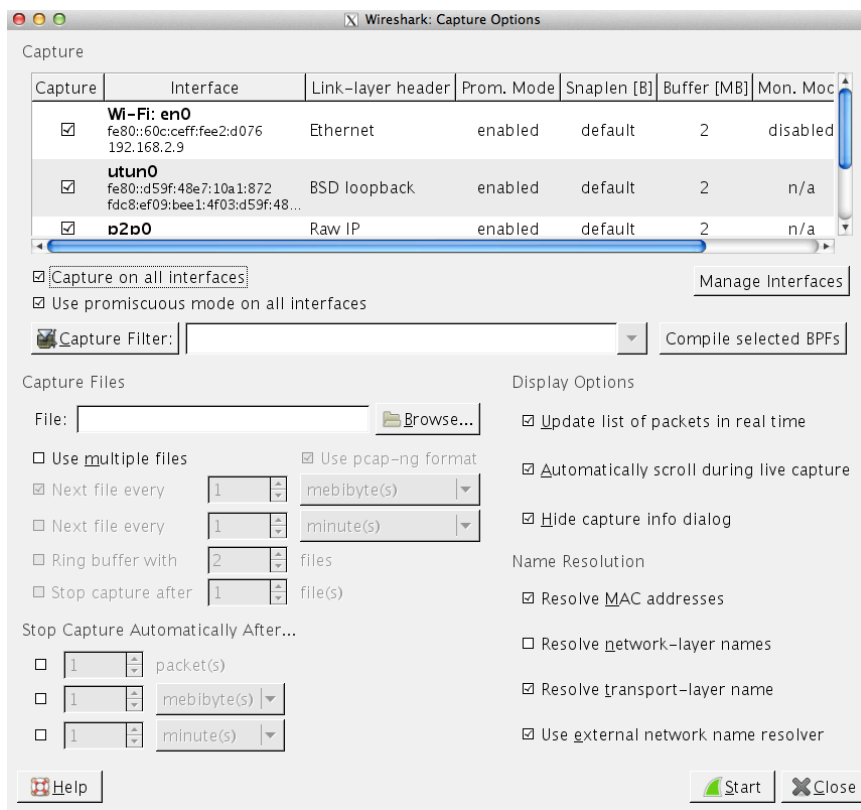 Wireshark: Capture Options
Capture
Capture Interface Link-layer header Prom. Mode Snaplen [B] Buffer [MB] Mon. Moc
Wi-Fi: en0
fe80::60c:ceff:fee2:d076 Ethernet enabled default 2 disabled
192.168.2.9
utun0
fe80::d59f:48e7:10a1:872 BSD loopback enabled default 2 n/a
fdc8:ef09:bee1:4f03:d59f:48...
p2p0 Raw IP enabled default 2 n/a
Capture on all interfaces
Manage Interfaces
Use promiscuous mode on all interfaces
Capture Filter: Compile selected BPFs
Capture Files
Display Options
File: Browse...
Update list of packets in real time
Use multiple files Use pcap-ng format
Automatically scroll during live capture
Next file every 1 mebibyte(s)
Next file every 1 minute(s)
Hide capture info dialog
Ring buffer with 2 files
Name Resolution
Stop capture after 1 file(s)
Resolve MAC addresses
Stop Capture Automatically After...
Resolve network-layer names
1 packet(s)
Resolve transport-layer name
1 mebibyte(s)
1 minute(s)
Use external network name resolver
Help Start Close